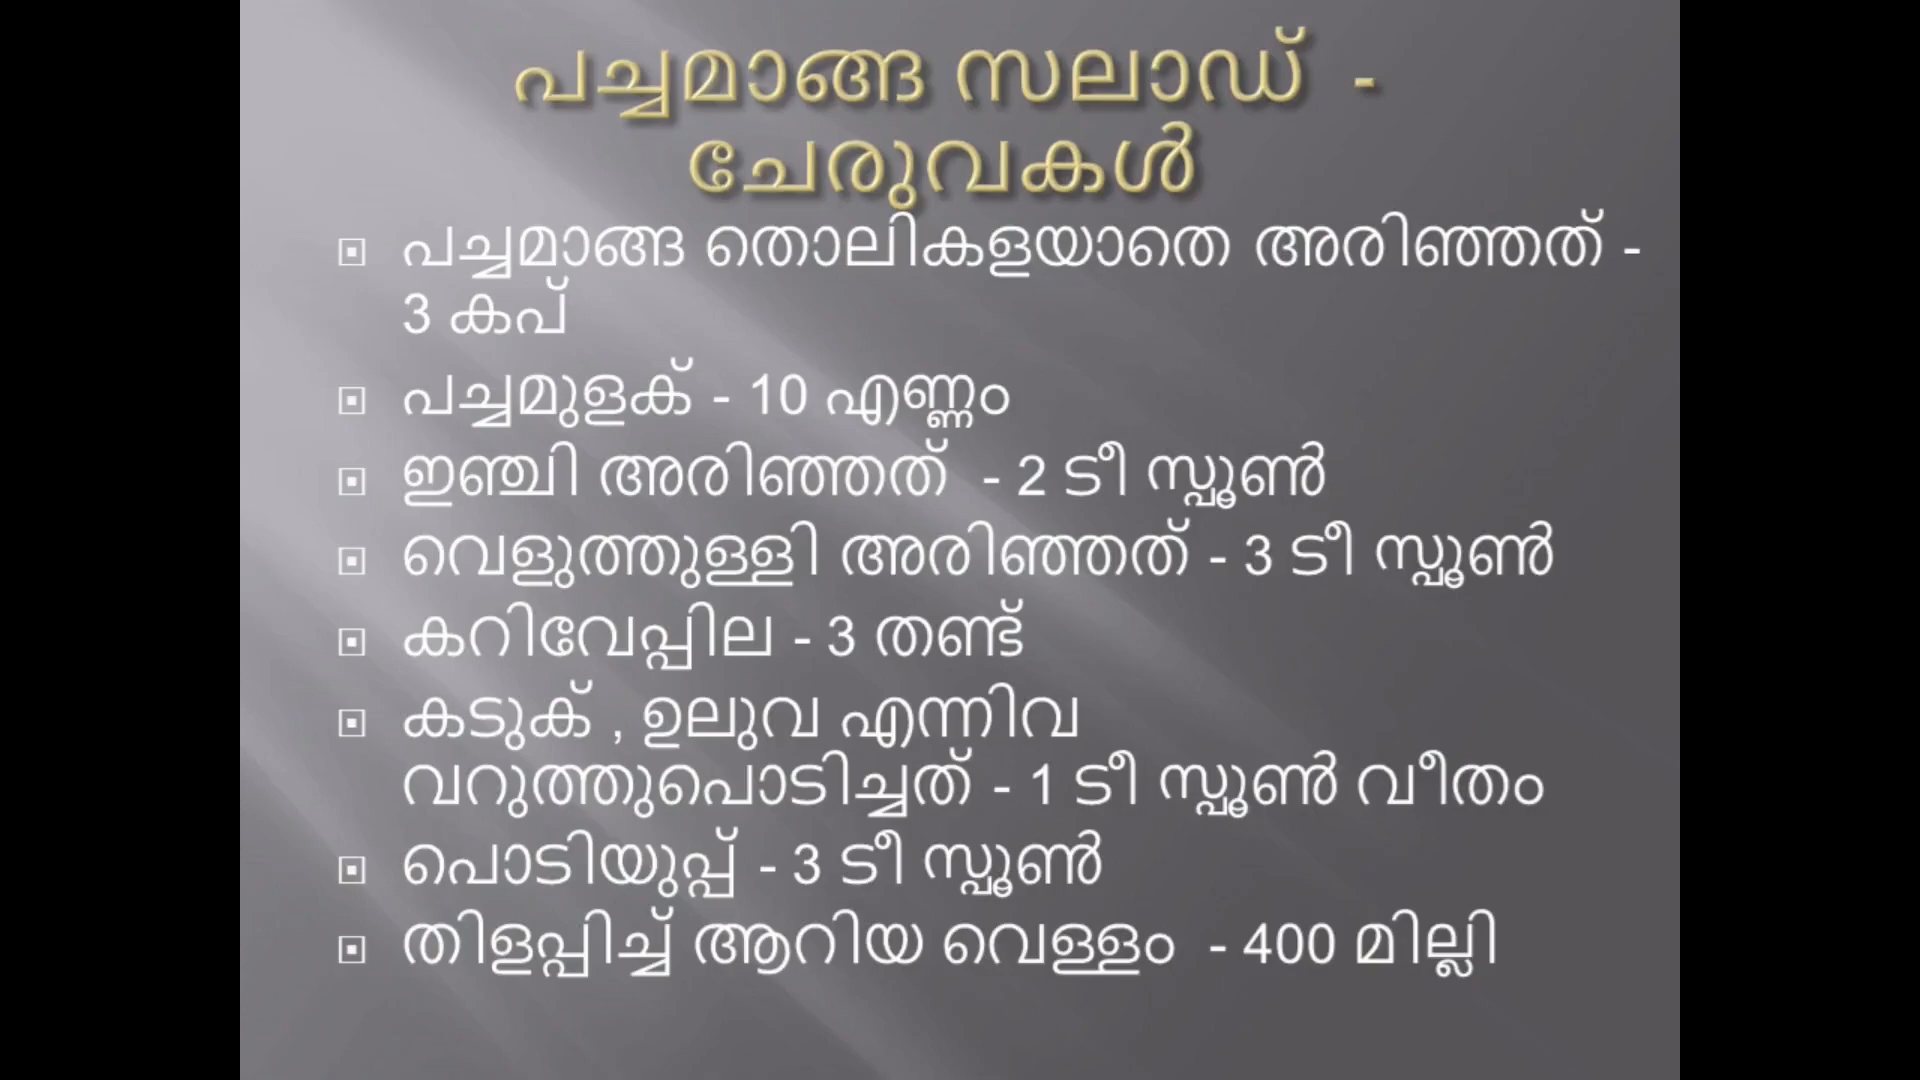 പച്ചമാങ്ങ സലാഡ് -
ചേരുവകൾ
പച്ചമാങ്ങ തൊലികളയാതെ അരിഞ്ഞത് -
3 കപ്
പച്ചമുളക് - 10 എണ്ണം
ഇഞ്ചി അരിഞ്ഞത് - 2 ടീ സ്പൂൺ
വെളുത്തുള്ളി അരിഞ്ഞത് - 3 ടീ സ്പൂൺ
കറിവേപ്പില - 3 തണ്ട്
കടുക് , ഉലുവ എന്നിവ
വറുത്തുപൊടിച്ചത് - 1 ടീ സ്പൂൺ വീതം
പൊടിയുപ്പ് - 3 ടീ സ്പൂൺ
തിളപ്പിച്ച് ആറിയ വെള്ളം - 400 മില്ലി